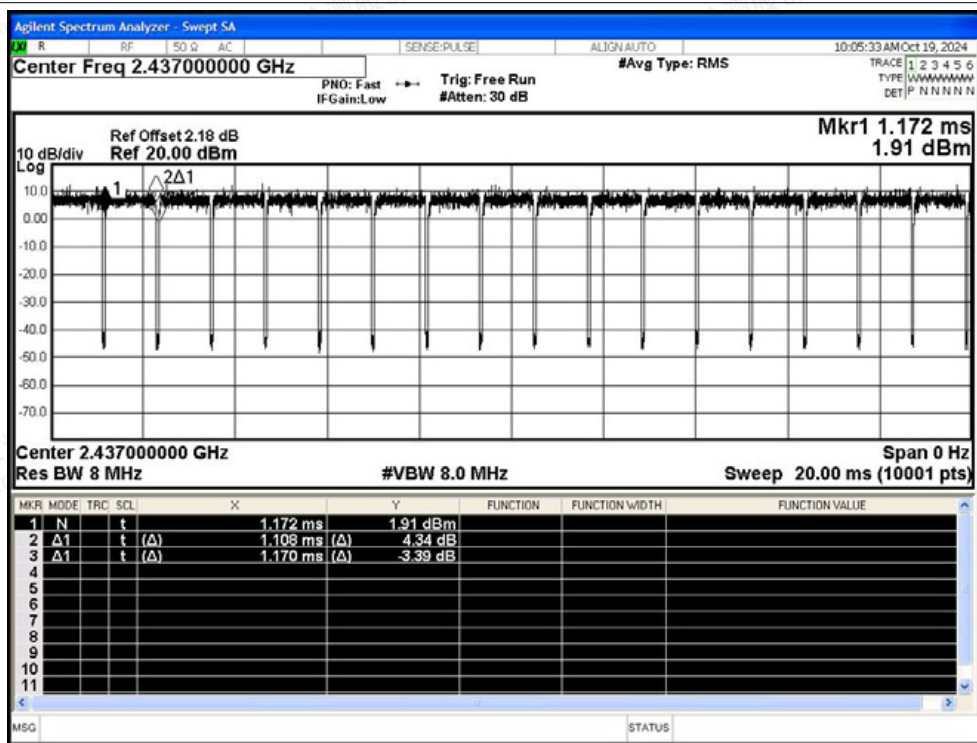 Agilent Spectrum Analyzer - Swept SA
R RF 50 Ω AC SENSE:PULSE ALIGN AUTO 10:05:33 AM Oct 19, 2024
Center Freq 2.437000000 GHz #Avg Type: RMS TRACE 1 2 3 4 5 6
PNO: Fast Trig: Free Run TYPE WWWWWW
IFGain:Low #Atten: 30 dB DET P N N N N N
Ref Offset 2.18 dB Mkr1 1.172 ms
10 dB/div Ref 20.00 dBm 1.91 dBm
Log
2Δ1
10.0 1
0.00
-10.0
-20.0
-30.0
-40.0
-50.0
-60.0
-70.0
Center 2.437000000 GHz Span 0 Hz
Res BW 8 MHz #VBW 8.0 MHz Sweep 20.00 ms (10001 pts)
MKR MODE TRC SCL X Y FUNCTION FUNCTION WIDTH FUNCTION VALUE
1 N t 1.172 ms 1.91 dBm
2 Δ1 t (Δ) 1.108 ms (Δ) 4.34 dB
3 Δ1 t (Δ) 1.170 ms (Δ) -3.39 dB
4
5
6
7
8
9
10
11
MSG STATUS